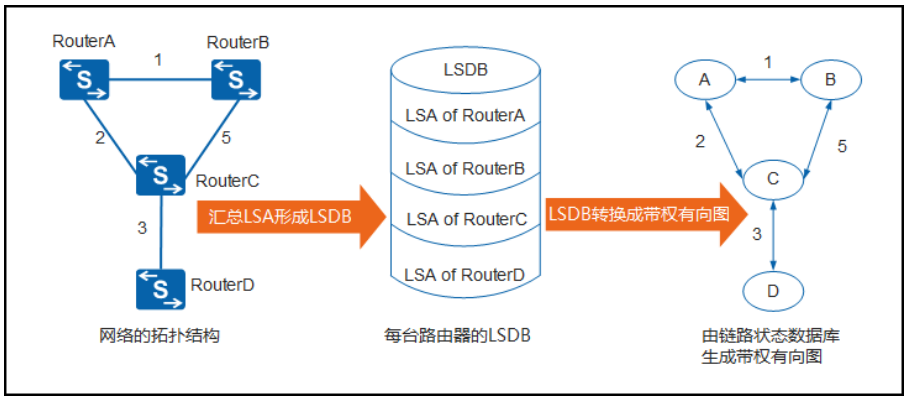 RouterA
RouterB
1
S
S
2
5
S
RouterC
3
S
RouterD
网络的拓扑结构
汇总LSA形成LSDB
LSDB
LSA of RouterA
LSA of RouterB
LSA of RouterC
LSA of RouterD
每台路由器的LSDB
LSDB转换成带权有向图
A
1
B
2
5
C
3
D
由链路状态数据库
生成带权有向图